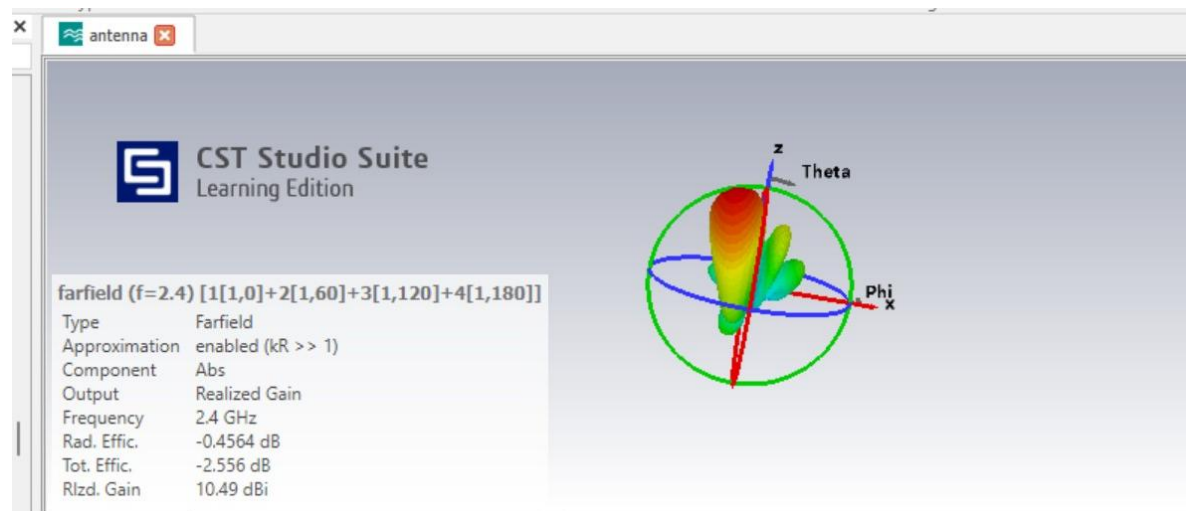 antenna
CST Studio Suite
Learning Edition
z
Theta
Phi
x
farfield (f=2.4) [1[1,0]+2[1,60]+3[1,120]+4[1,180]]
Type Farfield
Approximation enabled (kR >> 1)
Component Abs
Output Realized Gain
Frequency 2.4 GHz
Rad. Effic. -0.4564 dB
Tot. Effic. -2.556 dB
Rlzd. Gain 10.49 dBi